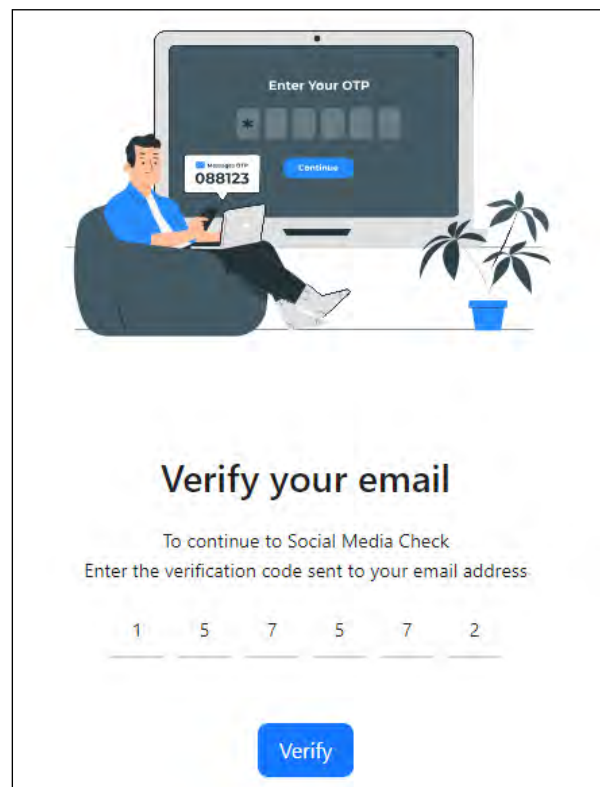 Enter Your OTP
*
Messages OTP
088123
Continue
Verify your email
To continue to Social Media Check
Enter the verification code sent to your email address
1 5 7 5 7 2
Verify